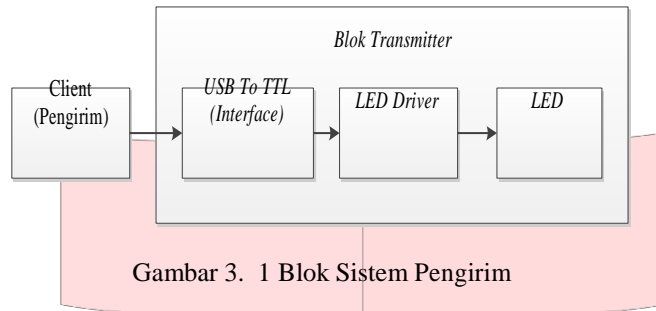 Blok Transmitter
Client
(Pengirim)
USB To TTL
(Interface)
LED Driver
LED
Gambar 3. 1 Blok Sistem Pengirim